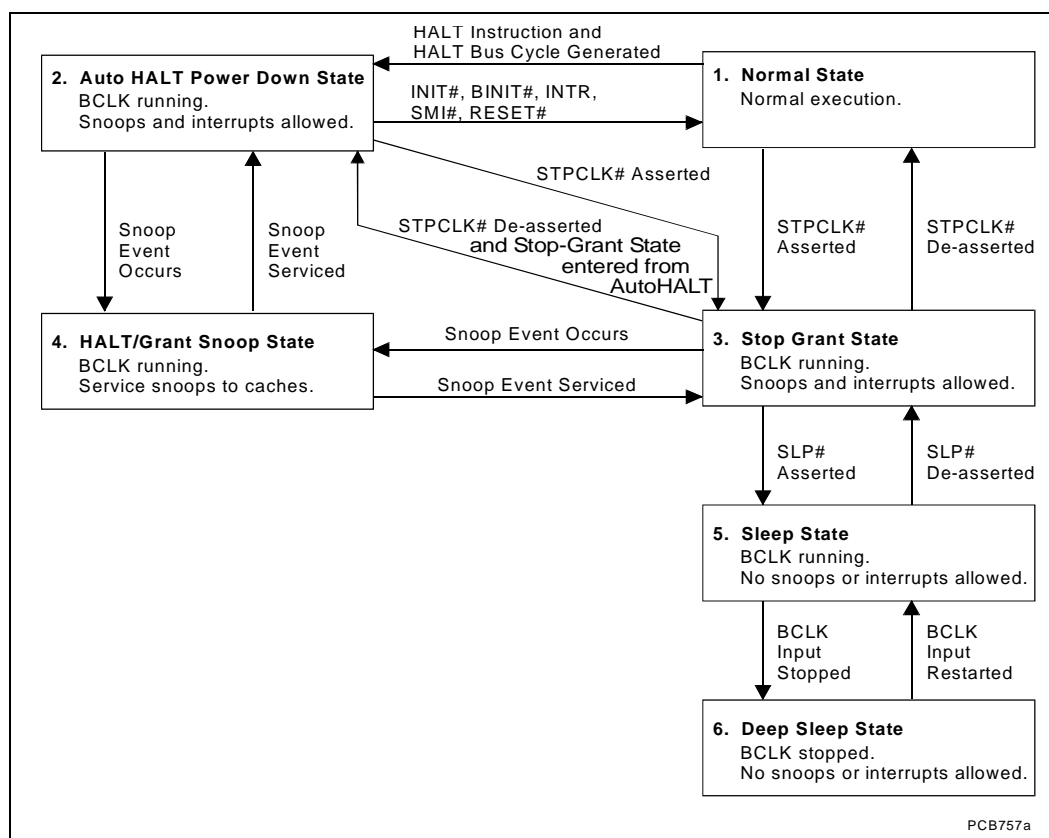 HALT Instruction and
HALT Bus Cycle Generated
2. Auto HALT Power Down State
BCLK running.
Snoops and interrupts allowed.
INIT#, BINIT#, INTR,
SMI#, RESET#
1. Normal State
Normal execution.
STPCLK# Asserted
STPCLK# De-asserted
and Stop-Grant State
entered from
AutoHALT
Snoop
Event
Occurs
Snoop
Event
Serviced
STPCLK#
Asserted
STPCLK#
De-asserted
4. HALT/Grant Snoop State
BCLK running.
Service snoops to caches.
Snoop Event Occurs
Snoop Event Serviced
3. Stop Grant State
BCLK running.
Snoops and interrupts allowed.
SLP#
Asserted
SLP#
De-asserted
5. Sleep State
BCLK running.
No snoops or interrupts allowed.
BCLK
Input
Stopped
BCLK
Input
Restarted
6. Deep Sleep State
BCLK stopped.
No snoops or interrupts allowed.
PCB757a